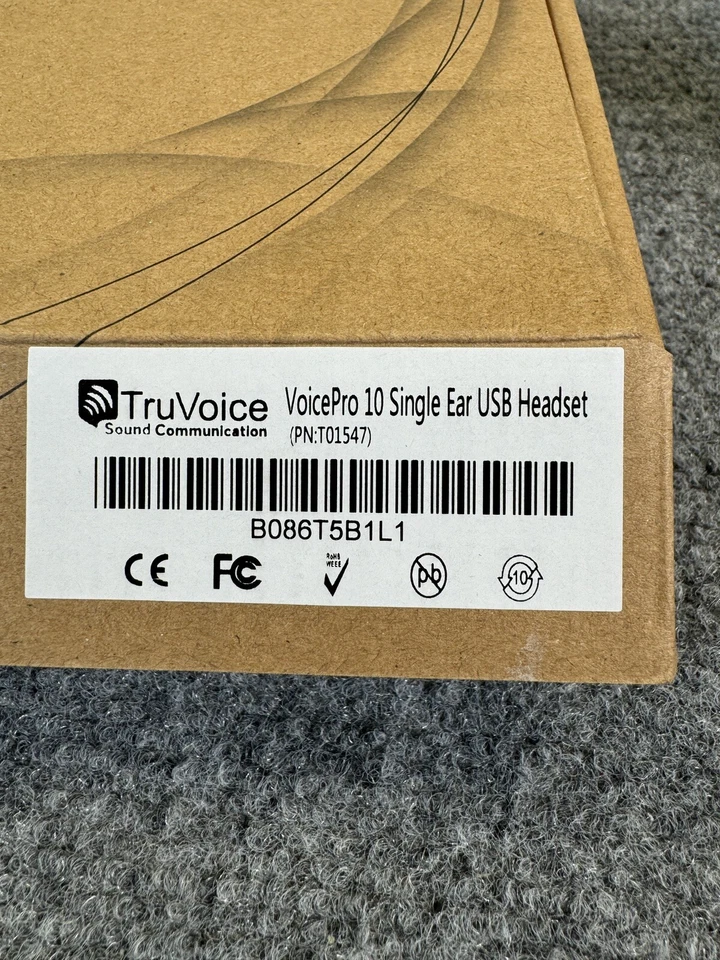 TruVoice
Sound Communication
VoicePro 10 Single Ear USB Headset
(PN:T01547)
B086T5B1L1
CE FC RoHS
WEEE
pb 10